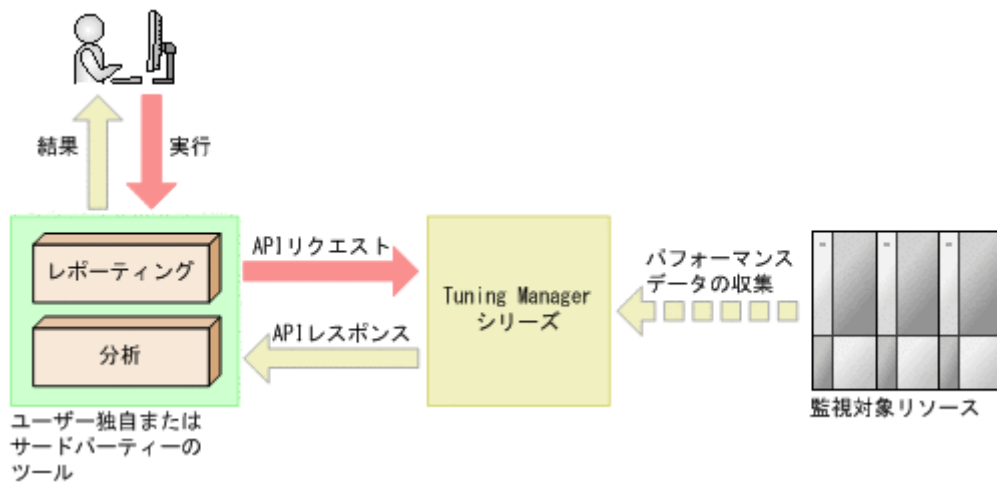 結果
実行
レポーティング
分析
ユーザー独自または
サードパーティーの
ツール
APIリクエスト
APIレスポンス
Tuning Manager
シリーズ
パフォーマンス
データの収集
監視対象リソース